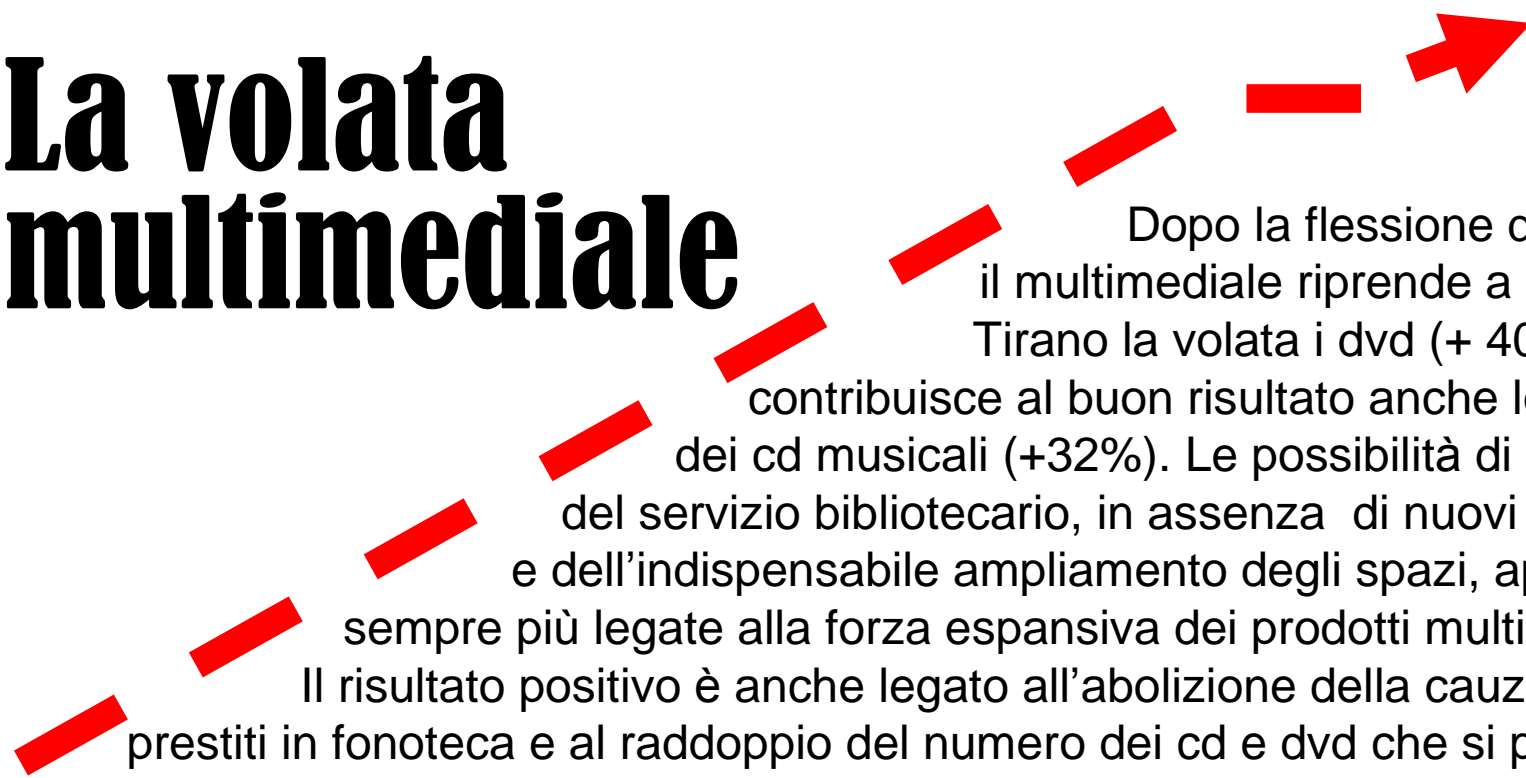 La volata
multimediale
Dopo la flessione
il multimediale riprende a
Tirano la volata i dvd (+ 40
contribuisce al buon risultato anche
dei cd musicali (+32%). Le possibilità di
del servizio bibliotecario, in assenza di nuovi
e dell’indispensabile ampliamento degli spazi,
sempre più legate alla forza espansiva dei prodotti multi
Il risultato positivo è anche legato all’abolizione della cauz
prestiti in fonoteca e al raddoppio del numero dei cd e dvd che si